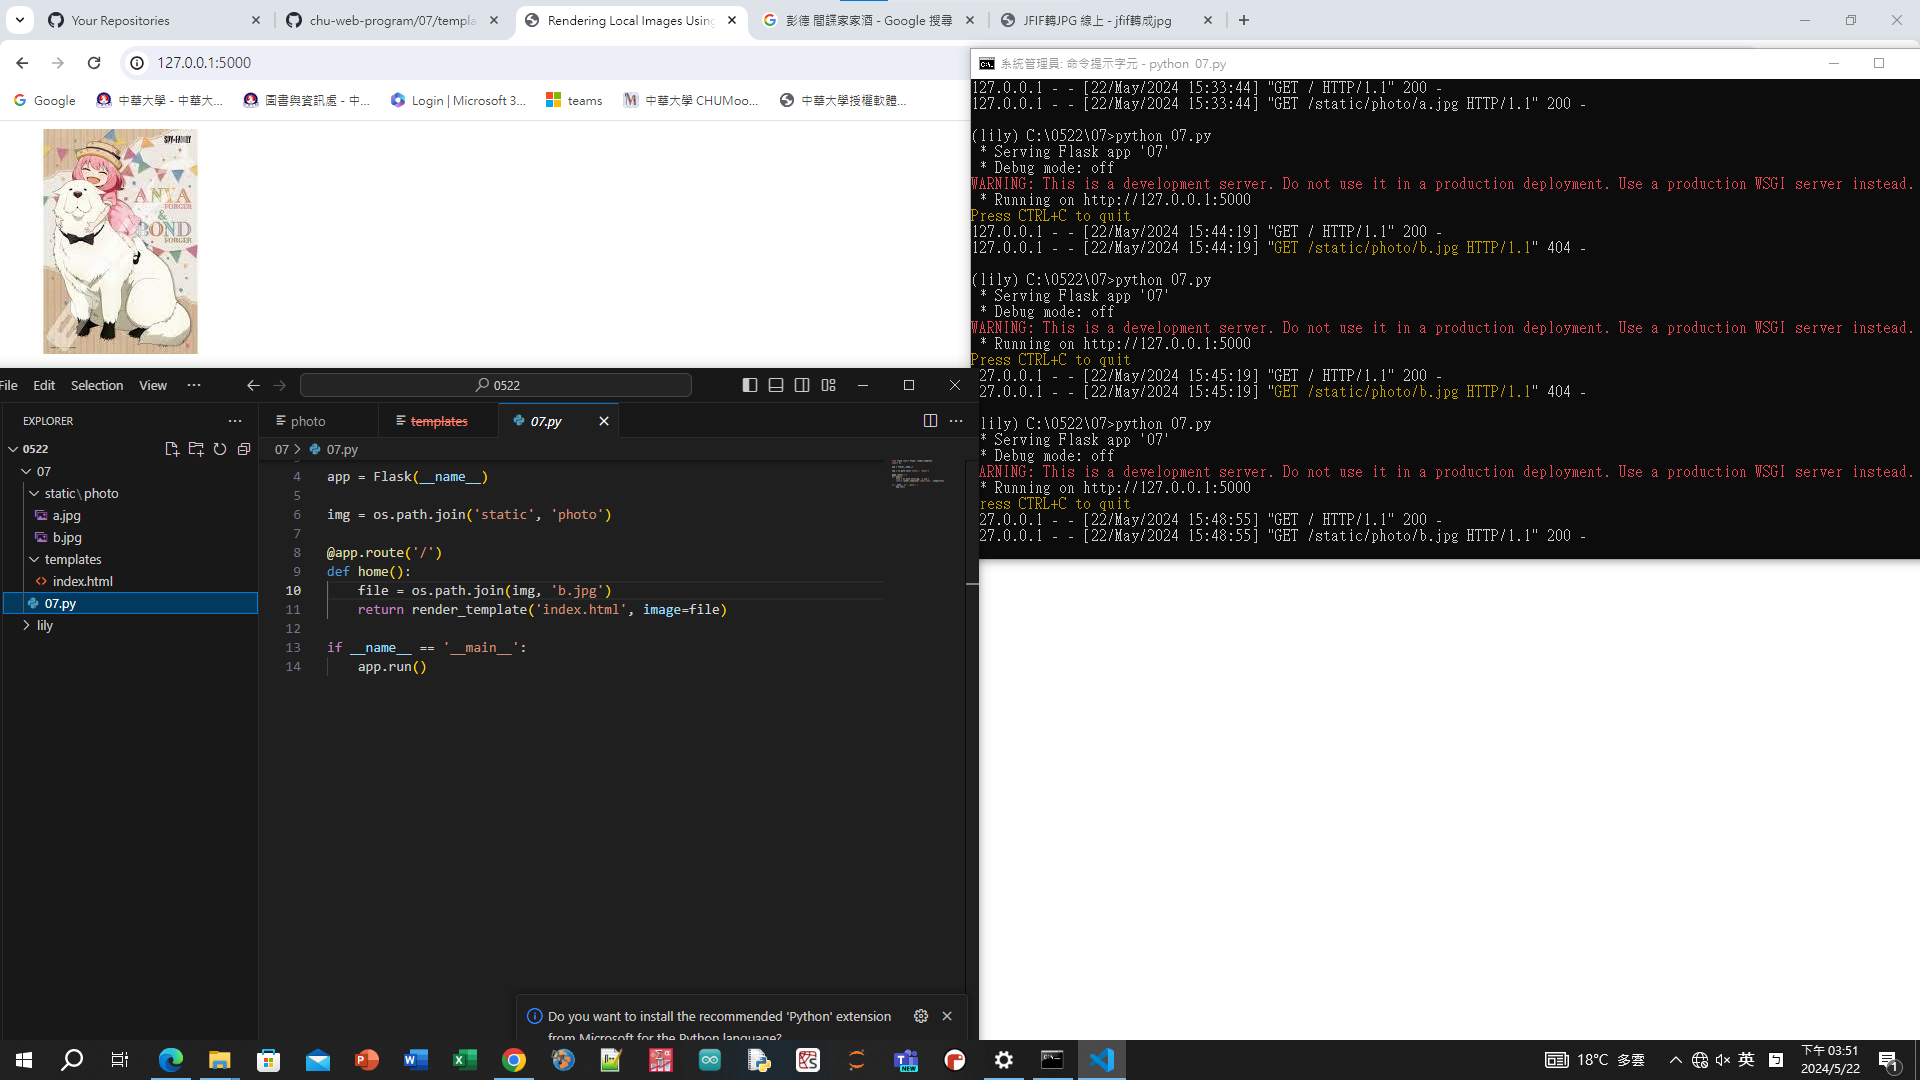 Your Repositories
chu-web-program/07/templa
Rendering Local Images Using
彭德 間諜家家酒 - Google 搜尋
JFIF轉JPG 線上 - jfif轉成jpg
127.0.0.1:5000
Google
中華大學 - 中華大...
圖書與資訊處 - 中...
Login | Microsoft 3...
teams
中華大學 CHUMoo...
中華大學授權軟體...
SPY×FAMILY
ANYA
FORGER
&
BOND
FORGER
系統管理員: 命令提示字元 - python 07.py
127.0.0.1 - - [22/May/2024 15:33:44] "GET / HTTP/1.1" 200 -
127.0.0.1 - - [22/May/2024 15:33:44] "GET /static/photo/a.jpg HTTP/1.1" 200 -
(lily) C:\0522\07>python 07.py
* Serving Flask app '07'
* Debug mode: off
WARNING: This is a development server. Do not use it in a production deployment. Use a production WSGI server instead.
* Running on http://127.0.0.1:5000
Press CTRL+C to quit
127.0.0.1 - - [22/May/2024 15:44:19] "GET / HTTP/1.1" 200 -
127.0.0.1 - - [22/May/2024 15:44:19] "GET /static/photo/b.jpg HTTP/1.1" 404 -
(lily) C:\0522\07>python 07.py
* Serving Flask app '07'
* Debug mode: off
WARNING: This is a development server. Do not use it in a production deployment. Use a production WSGI server instead.
* Running on http://127.0.0.1:5000
Press CTRL+C to quit
27.0.0.1 - - [22/May/2024 15:45:19] "GET / HTTP/1.1" 200 -
27.0.0.1 - - [22/May/2024 15:45:19] "GET /static/photo/b.jpg HTTP/1.1" 404 -
lily) C:\0522\07>python 07.py
* Serving Flask app '07'
* Debug mode: off
ARNING: This is a development server. Do not use it in a production deployment. Use a production WSGI server instead.
* Running on http://127.0.0.1:5000
ress CTRL+C to quit
27.0.0.1 - - [22/May/2024 15:48:55] "GET / HTTP/1.1" 200 -
27.0.0.1 - - [22/May/2024 15:48:55] "GET /static/photo/b.jpg HTTP/1.1" 200 -
File Edit Selection View ···
0522
EXPLORER
0522
07
static\photo
a.jpg
b.jpg
templates
index.html
07.py
lily
photo
templates
07.py
07 > 07.py
4 app = Flask(__name__)
5
6 img = os.path.join('static', 'photo')
7
8 @app.route('/')
9 def home():
10 file = os.path.join(img, 'b.jpg')
11 return render_template('index.html', image=file)
12
13 if __name__ == '__main__':
14 app.run()
Do you want to install the recommended 'Python' extension
from Microsoft for the Python language?
18°C 多雲
英
下午 03:51
2024/5/22
1